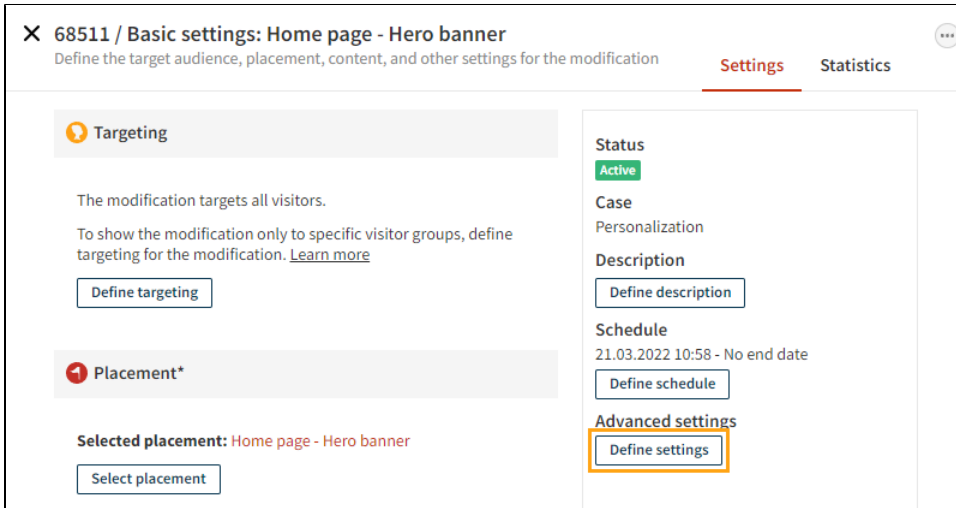 68511 / Basic settings: Home page - Hero banner
Define the target audience, placement, content, and other settings for the modification
Settings
Statistics
Targeting
The modification targets all visitors.
To show the modification only to specific visitor groups, define
targeting for the modification. Learn more
Define targeting
Placement*
Selected placement: Home page - Hero banner
Select placement
Status
Active
Case
Personalization
Description
Define description
Schedule
21.03.2022 10:58 - No end date
Define schedule
Advanced settings
Define settings